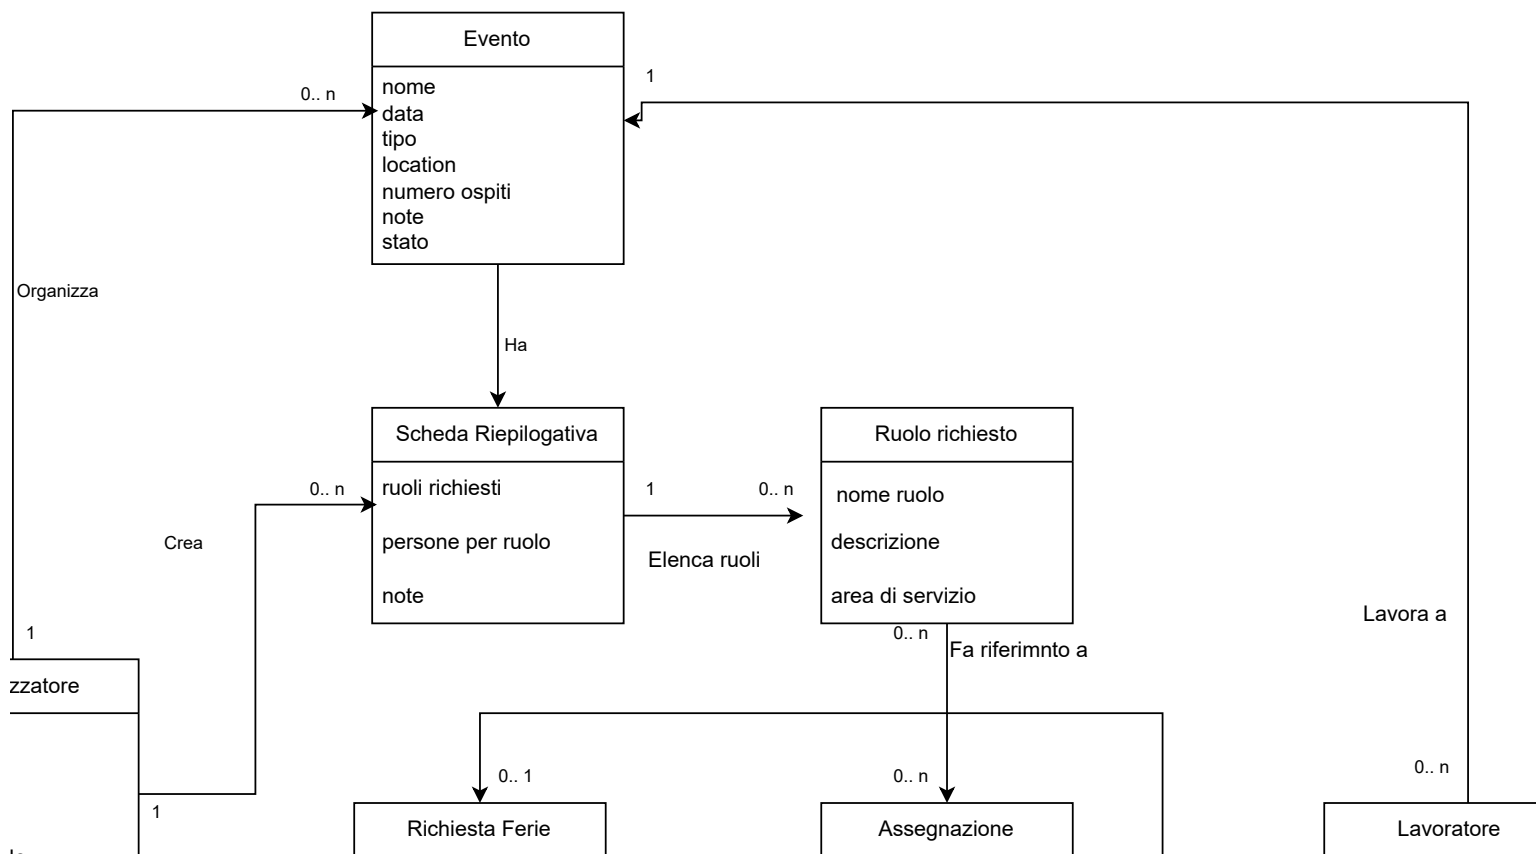 Evento
nome
data
tipo
location
numero ospiti
note
stato
0.. n
1
Organizza
Ha
Scheda Riepilogativa
ruoli richiesti
persone per ruolo
note
Ruolo richiesto
nome ruolo
descrizione
area di servizio
0.. n
Crea
1
0.. n
Elenca ruoli
Lavora a
1
zzatore
0.. n
Fa riferimnto a
1
0.. 1
0.. n
0.. n
Richiesta Ferie
Assegnazione
Lavoratore